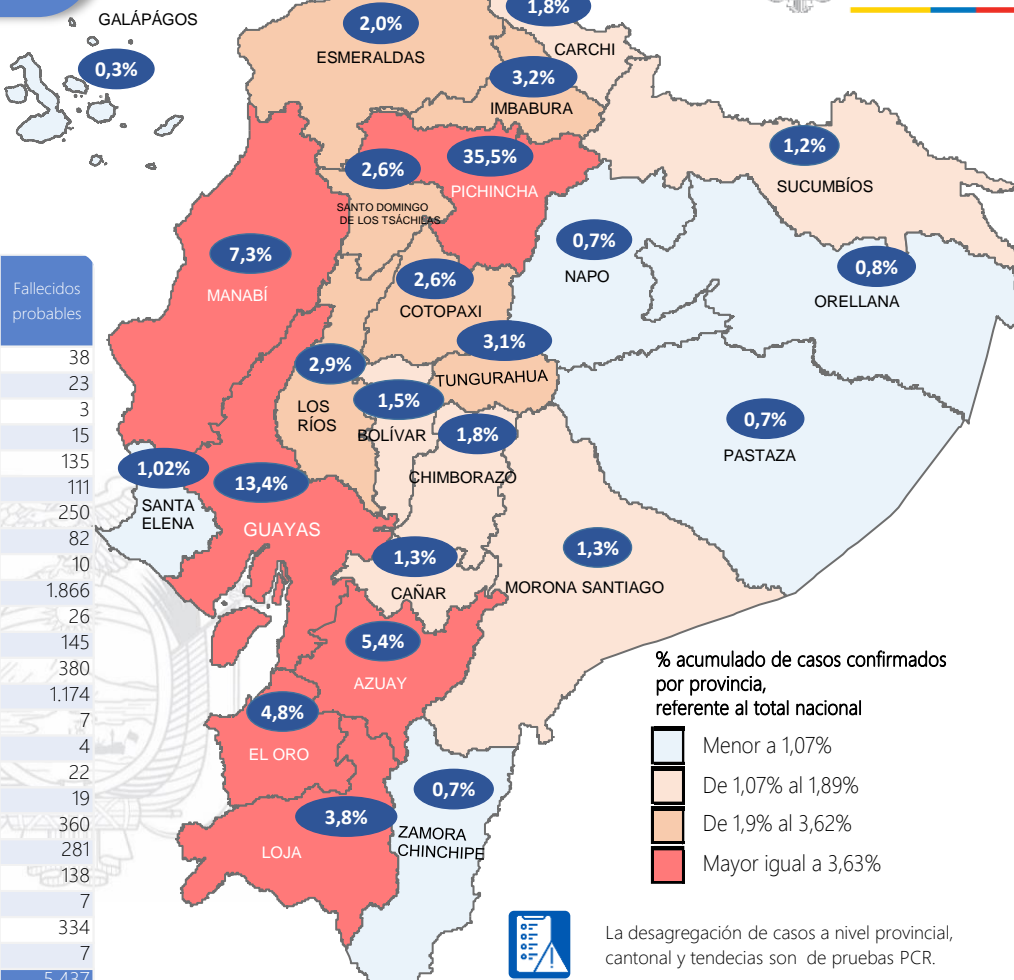 GALÁPÁGOS
0,3%
2,0%
ESMERALDAS
1,8%
CARCHI
3,2%
IMBABURA
1,2%
SUCUMBÍOS
35,5%
PICHINCHA
2,6%
SANTO DOMINGO
DE LOS TSÁCHILAS
7,3%
MANABÍ
0,7%
NAPO
0,8%
ORELLANA
2,6%
COTOPAXI
3,1%
TUNGURAHUA
2,9%
LOS
RÍOS
1,5%
BOLÍVAR
1,8%
CHIMBORAZO
0,7%
PASTAZA
1,02%
SANTA
ELENA
13,4%
GUAYAS
1,3%
CAÑAR
1,3%
MORONA SANTIAGO
5,4%
AZUAY
4,8%
EL ORO
3,8%
LOJA
0,7%
ZAMORA
CHINCHIPE
Fallecidos
probables
38
23
3
15
135
111
250
82
10
1.866
26
145
380
1.174
7
4
22
19
360
281
138
7
334
7
5.437
% acumulado de casos confirmados
por provincia,
referente al total nacional
Menor a 1,07%
De 1,07% al 1,89%
De 1,9% al 3,62%
Mayor igual a 3,63%
La desagregación de casos a nivel provincial,
cantonal y tendecias son de pruebas PCR.